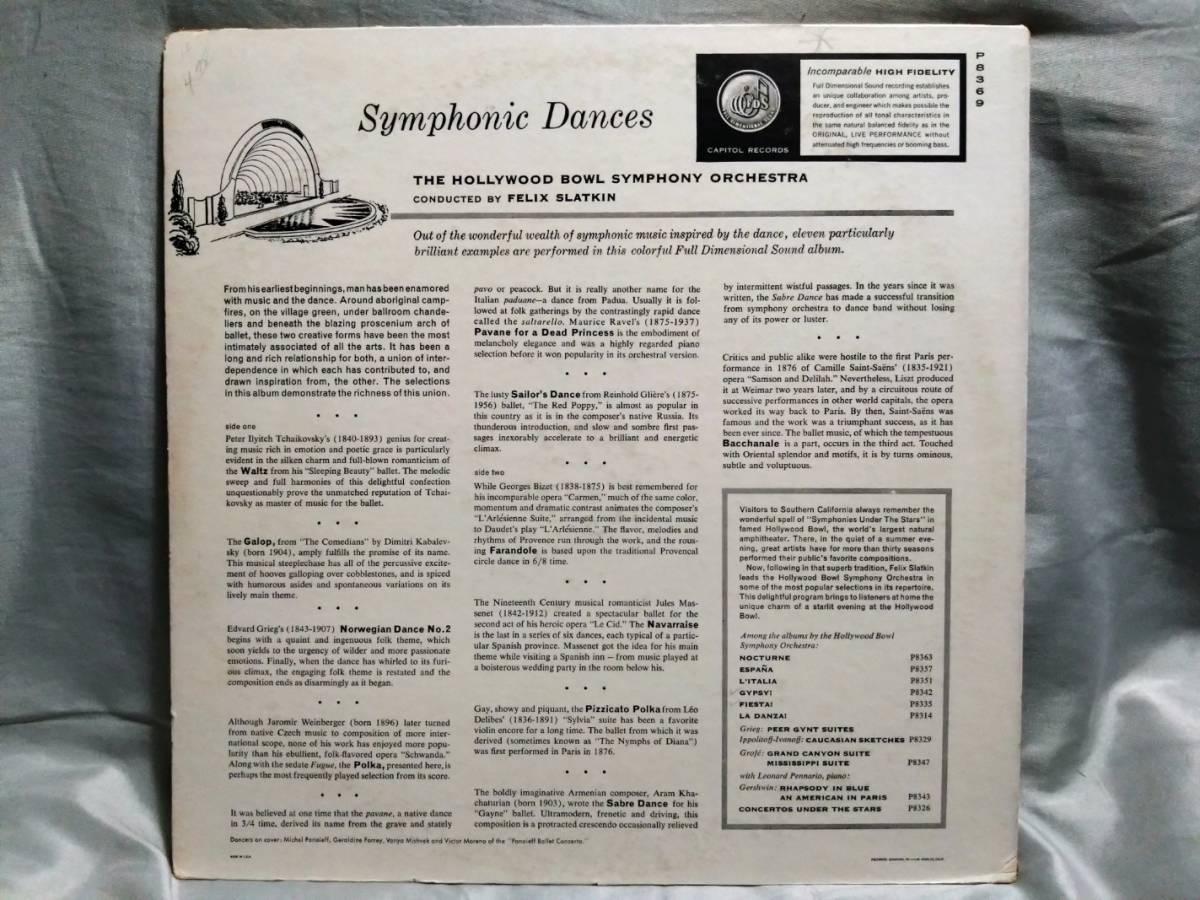 Symphonic Dances
CAPITOL RECORDS
Incomparable HIGH FIDELITY
Full Dimensional Sound recording establishes
an unique collaboration among artists, pro-
ducer, and engineer which makes possible the
reproduction of all tonal characteristics in
the same natural balanced fidelity as in the
ORIGINAL, LIVE PERFORMANCE without
attenuated high frequencies or booming bass.
P8369
THE HOLLYWOOD BOWL SYMPHONY ORCHESTRA
CONDUCTED BY FELIX SLATKIN
Out of the wonderful wealth of symphonic music inspired by the dance, eleven particularly
brilliant examples are performed in this colorful Full Dimensional Sound album.
From his earliest beginnings, man has been enamored
with music and the dance. Around aboriginal camp-
fires, on the village green, under ballroom chande-
liers and beneath the blazing proscenium arch of
ballet, these two creative forms have been the most
intimately associated of all the arts. It has been a
long and rich relationship for both, a union of inter-
dependence in which each has contributed to, and
drawn inspiration from, the other. The selections
in this album demonstrate the richness of this union.
• • •
side one
Peter Ilyitch Tchaikovsky's (1840-1893) genius for creat-
ing music rich in emotion and poetic grace is particularly
evident in the silken charm and full-blown romanticism of
the Waltz from his "Sleeping Beauty" ballet. The melodic
sweep and full harmonies of this delightful confection
unquestionably prove the unmatched reputation of Tchai-
kovsky as master of music for the ballet.
• • •
The Galop, from "The Comedians" by Dimitri Kabalev-
sky (born 1904), amply fulfills the promise of its name.
This musical steeplechase has all of the percussive excite-
ment of hooves galloping over cobblestones, and is spiced
with humorous asides and spontaneous variations on its
lively main theme.
• • •
Edvard Grieg's (1843-1907) Norwegian Dance No.2
begins with a quaint and ingenuous folk theme, which
soon yields to the urgency of wilder and more passionate
emotions. Finally, when the dance has whirled to its furi-
ous climax, the engaging folk theme is restated and the
composition ends as disarmingly as it began.
• • •
Although Jaromir Weinberger (born 1896) later turned
from native Czech music to composition of more inter-
national scope, none of his work has enjoyed more popu-
larity than his ebullient, folk flavored opera "Schwanda."
Along with the sedate Fugue, the Polka, presented here, is
perhaps the most frequently played selection from its score.
• • •
It was believed at one time that the pavane, a native dance
in 3/4 time, derived its name from the grave and stately
pavo or peacock. But it is really another name for the
Italian paduane—a dance from Padua. Usually it is fol-
lowed at folk gatherings by the contrastingly rapid dance
called the saltarello. Maurice Ravel's (1875-1937)
Pavane for a Dead Princess is the embodiment of
melancholy elegance and was a highly regarded piano
selection before it won popularity in its orchestral version.
• • •
The lusty Sailor's Dance from Reinhold Glière's (1875-
1956) ballet, "The Red Poppy," is almost as popular in
this country as it is in the composer's native Russia. Its
thunderous introduction, and slow and sombre first pas-
sages inexorably accelerate to a brilliant and energetic
climax.
• • •
side two
While Georges Bizet (1838-1875) is best remembered for
his incomparable opera "Carmen," much of the same color,
momentum and dramatic contrast animates the composer's
"L'Arlésienne Suite," arranged from the incidental music
to Daudet's play "L'Arlésienne." The flavor, melodies and
rhythms of Provence run through the work, and the rous-
ing Farandole is based upon the traditional Provencal
circle dance in 6/8 time.
• • •
The Nineteenth Century musical romanticist Jules Mas-
senet (1842-1912) created a spectacular ballet for the
second act of his heroic opera "Le Cid." The Navarraise
is the last in a series of six dances, each typical of a partic-
ular Spanish province. Massenet got the idea for his main
theme while visiting a Spanish inn – from music played at
a boisterous wedding party in the room below his.
• • •
Gay, showy and piquant, the Pizzicato Polka from Léo
Delibes' (1836-1891) "Sylvia" suite has been a favorite
violin encore for a long time. The ballet from which it was
derived (sometimes known as "The Nymphs of Diana")
was first performed in Paris in 1876.
• • •
The boldly imaginative Armenian composer, Aram Kha-
chaturian (born 1903), wrote the Sabre Dance for his
"Gayne" ballet. Ultramodern, frenetic and driving, this
composition is a protracted crescendo occasionally relieved
by intermittent wistful passages. In the years since it was
written, the Sabre Dance has made a successful transition
from symphony orchestra to dance band without losing
any of its power or luster.
• • •
Critics and public alike were hostile to the first Paris per-
formance in 1876 of Camille Saint-Saëns' (1835-1921)
opera "Samson and Delilah." Nevertheless, Liszt produced
it at Weimar two years later, and by a circuitous route of
successive performances in other world capitals, the opera
worked its way back to Paris. By then, Saint-Saëns was
famous and the work was a triumphant success, as it has
been ever since. The ballet music, of which the tempestuous
Bacchanale is a part, occurs in the third act. Touched
with Oriental splendor and motifs, it is by turns ominous,
subtle and voluptuous.
Visitors to Southern California always remember the
wonderful spell of "Symphonies Under The Stars" in
famed Hollywood Bowl, the world's largest natural
amphitheater. There, in the quiet of a summer eve-
ning, great artists have for more than thirty seasons
performed their public's favorite compositions.
Now, following in that superb tradition, Felix Slatkin
leads the Hollywood Bowl Symphony Orchestra in
some of the most popular selections in its repertoire.
This delightful program brings to listeners at home the
unique charm of a starlit evening at the Hollywood
Bowl.
Among the albums by the Hollywood Bowl
Symphony Orchestra:
NOCTURNE P8363
ESPAÑA P8357
L'ITALIA P8351
GYPSY! P8342
FIESTA! P8335
LA DANZA! P8314
Grieg: PEER GYNT SUITES
Ippolitoff-Ivanoff: CAUCASIAN SKETCHES P8329
Grofé: GRAND CANYON SUITE
MISSISSIPPI SUITE P8347
with Leonard Pennario, piano:
Gershwin: RHAPSODY IN BLUE
AN AMERICAN IN PARIS P8343
CONCERTOS UNDER THE STARS P8326
Dancers on cover: Michel Panaieff, Geraldine Farrey, Vanya Mishvek and Victor Moreno of the "Panaieff Ballet Concerto."